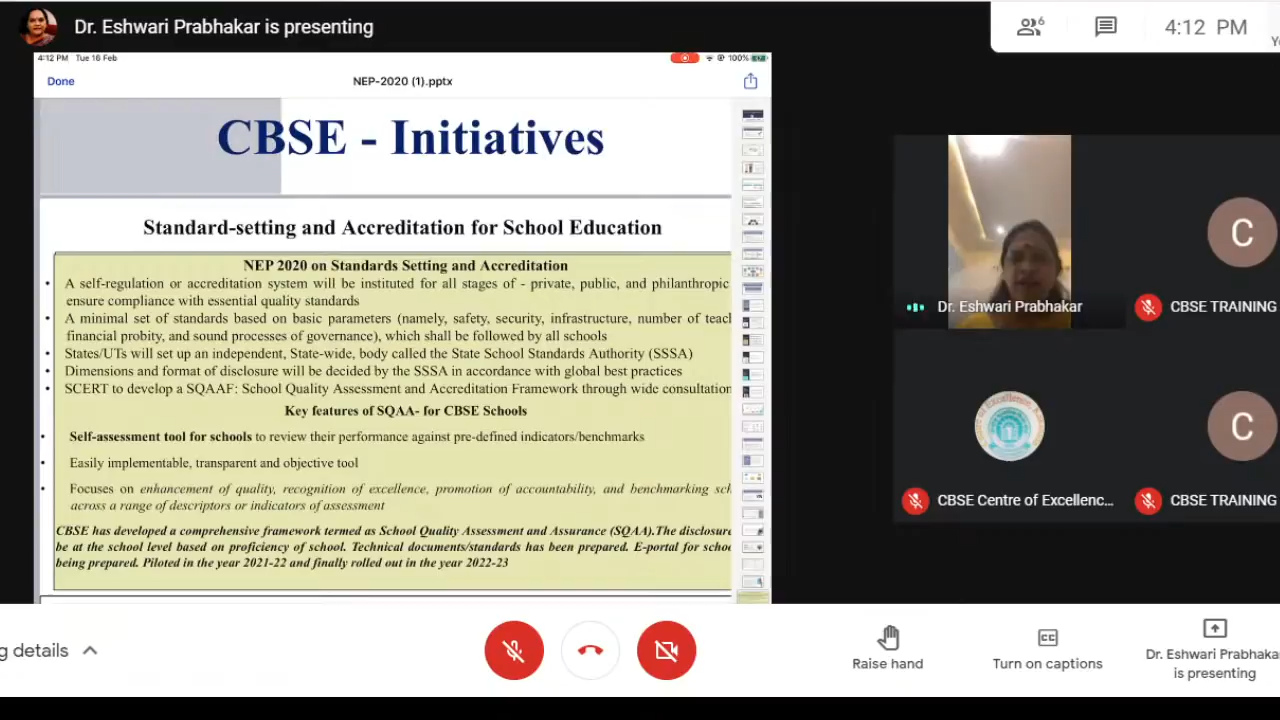 Dr. Eshwari Prabhakar is presenting
6
4:12 PM
4:12 PM Tue 18 Feb
100%
Done
NEP-2020 (1).pptx
CBSE - Initiatives
Standard-setting and Accreditation for School Education
NEP 2020 on Standards Setting and accreditation
A self-regulation or accreditation system will be instituted for all stages of - private, public, and philanthropic
ensure compliance with essential quality standards
A minimal set of standards based on basic parameters (namely, safety, security, infrastructure, number of teac
financial probity, and sound processes of governance), which shall be followed by all schools
States/UTs will set up an independent, State-wide, body called the State School Standards Authority (SSSA)
Dimensions and format of disclosure will be decided by the SSSA in accordance with global best practices
SCERT to develop a SQAAF: School Quality Assessment and Accreditation Framework through wide consultation
Key features of SQAA- for CBSE Schools
Self-assessment tool for schools to review their performance against pre-defined indicators/benchmarks
Easily implementable, transparent and objective tool
Focuses on enhancement of quality, recognition of excellence, promotion of accountability, and benchmarking sch
across a range of descriptors or indicators of assessment
BSE has developed a comprehensive framework termed as School Quality Assessment and Assurance (SQAA).The disclosure
be at the school level based on proficiency of school. Technical documents/standards has been prepared. E-portal for schoo
being prepared. Piloted in the year 2021-22 and finally rolled out in the year 2022-23
Dr. Eshwari Prabhakar
C
CBSE TRAINING
CBSE Centre of Excellenc...
C
CBSE TRAINING
g details
Raise hand
Turn on captions
Dr. Eshwari Prabhaka
is presenting